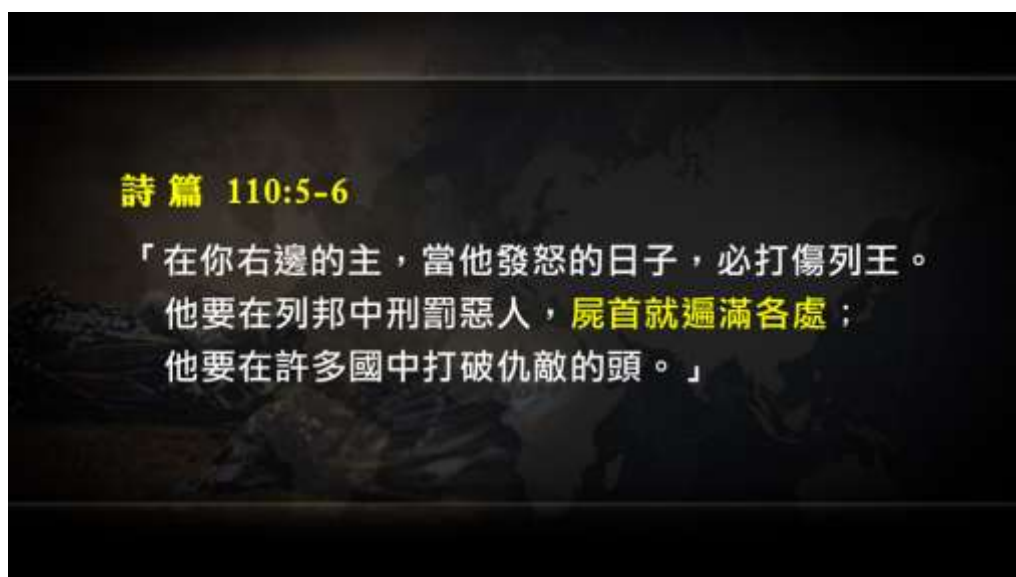 詩篇 110:5-6
「在你右邊的主，當他發怒的日子，必打傷列王。
他要在列邦中刑罰惡人，屍首就遍滿各處；
他要在許多國中打破仇敵的頭。」